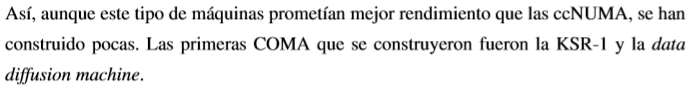 Así, aunque este tipo de máquinas prometían mejor rendimiento que las ccNUMA, se han
construido pocas. Las primeras COMA que se construyeron fueron la KSR-1 y la data
diffusion machine.